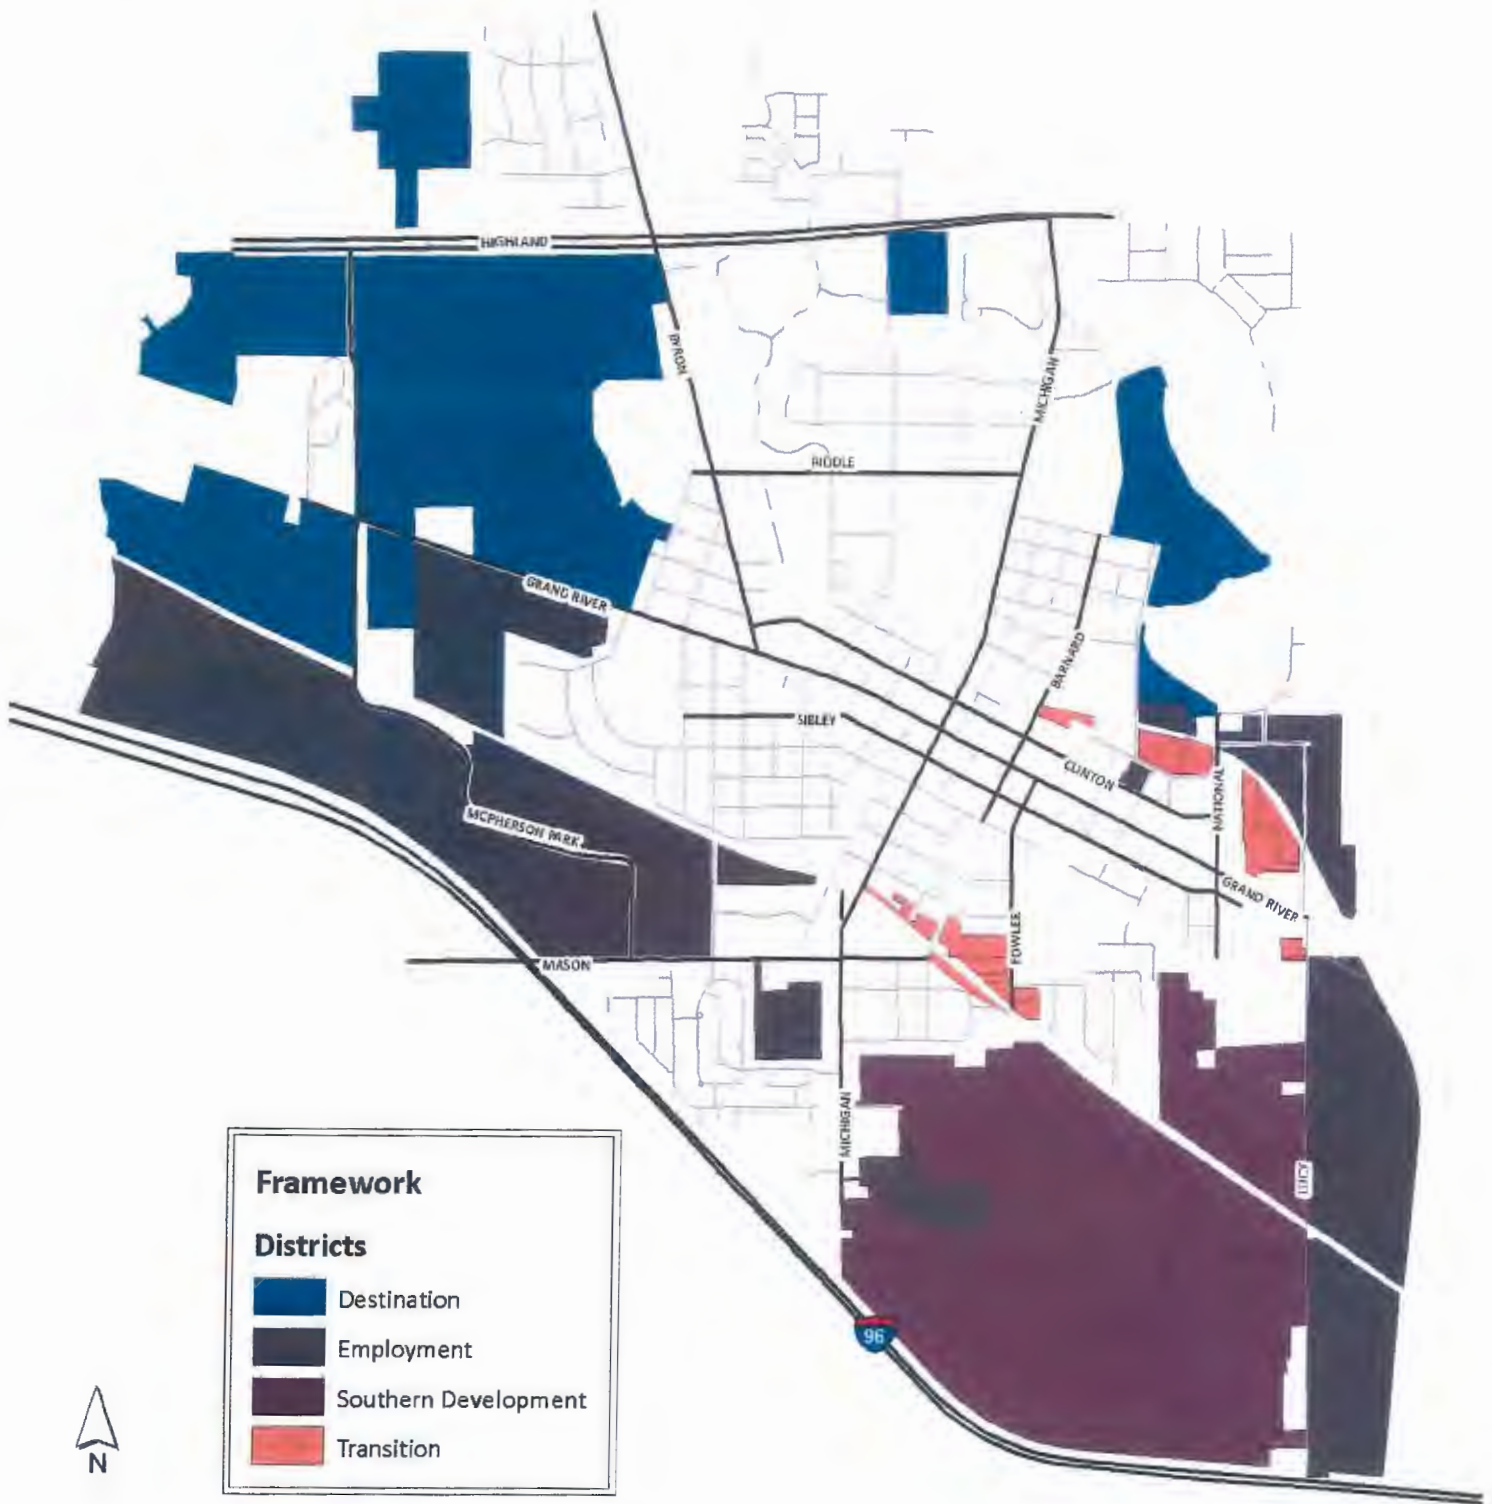 HIGHLAND
BYRON
MICHIGAN
RIDDLE
GRAND RIVER
BARNARD
SIBLEY
CLINTON
NATIONAL
MCPHERSON PARK
GRAND RIVER
FOWLER
MASON
MICHIGAN
LUCY
96
Framework
Districts
Destination
Employment
Southern Development
Transition
N